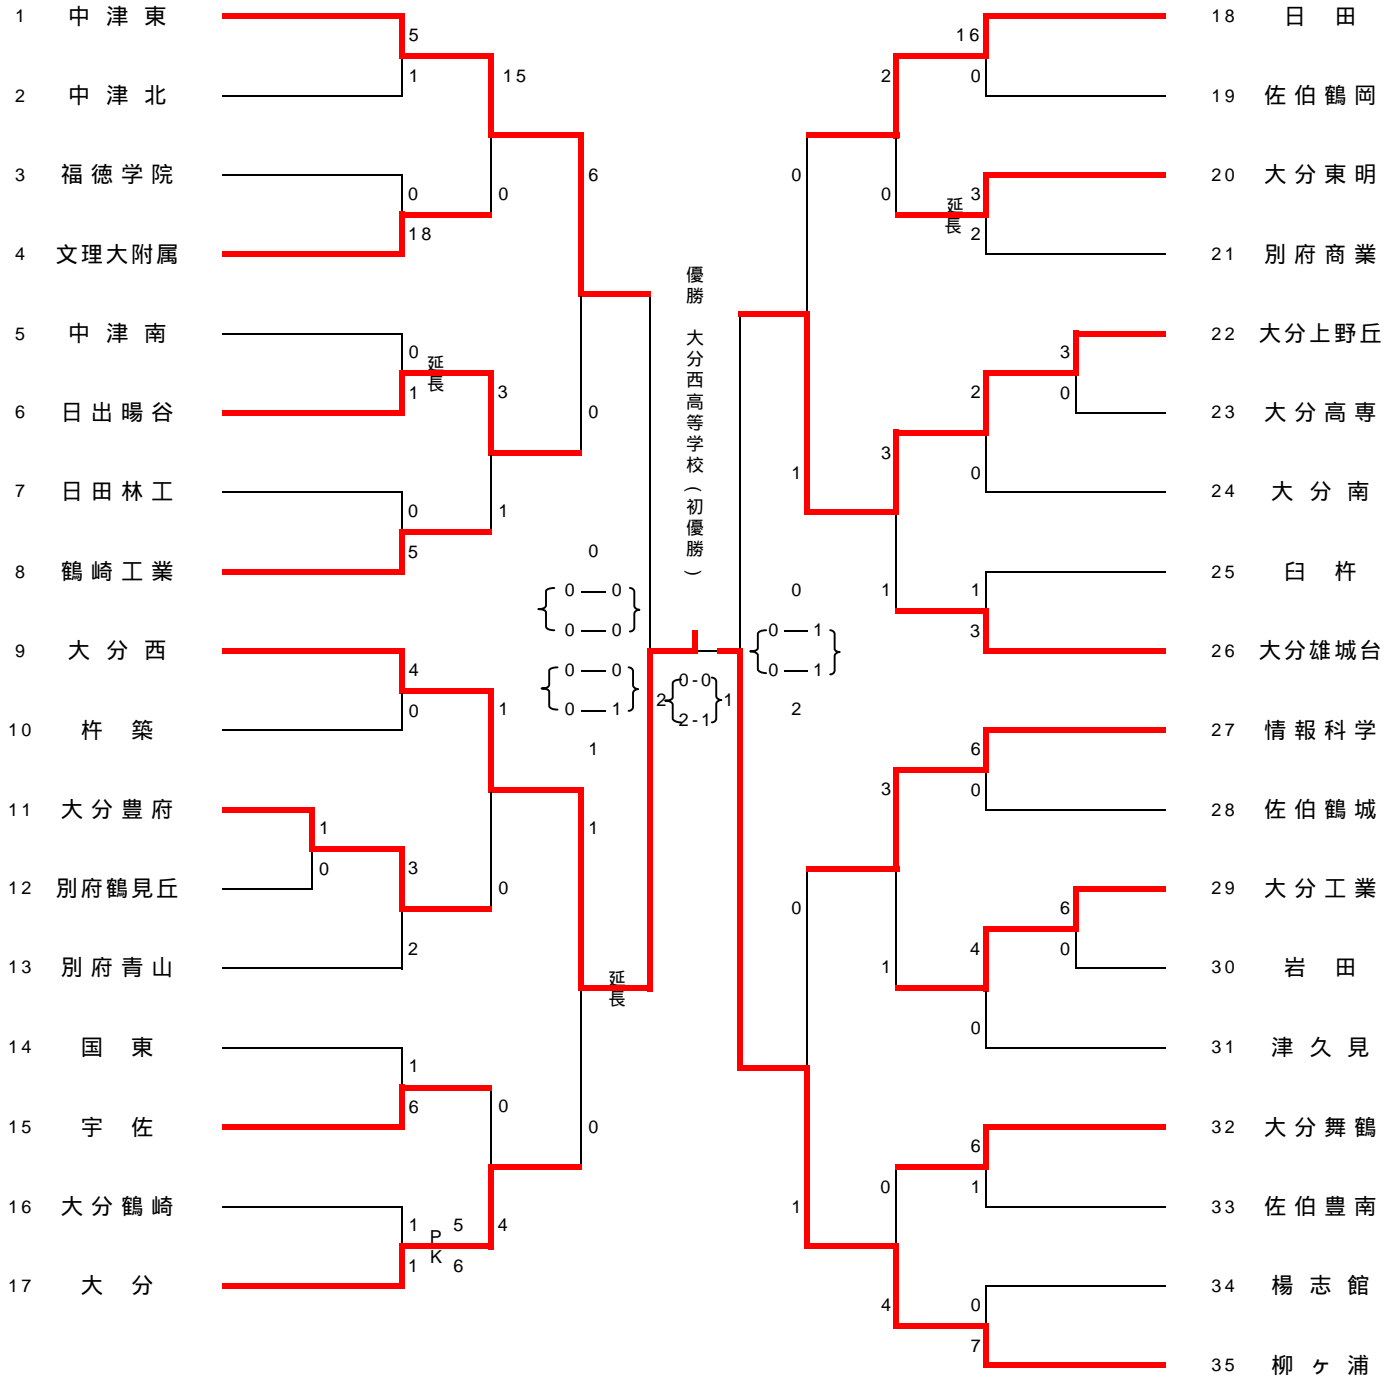 1 中津東
5
1
2 中津北
15
3 福徳学院
0
18
4 文理大附属
0
6
5 中津南
0
1
延長
6 日出暘谷
3
7 日田林工
0
5
8 鶴崎工業
1
0
9 大分西
4
0
10 杵築
1
11 大分豊府
1
0
12 別府鶴見丘
3
2
13 別府青山
0
1
延長
14 国東
1
6
15 宇佐
0
16 大分鶴崎
1 PK 5
1 6
17 大分
4
0
優勝 大分西高等学校(初優勝)
0
0 — 0
0 — 0
0 — 0
0 — 1
1
2
0-0
2-1
1
0
0 — 1
0 — 1
2
18 日田
16
0
19 佐伯鶴岡
2
20 大分東明
3
2
延長
21 別府商業
0
0
22 大分上野丘
3
0
23 大分高専
2
0
24 大分南
3
1
25 臼杵
1
3
26 大分雄城台
1
27 情報科学
6
0
28 佐伯鶴城
3
29 大分工業
6
0
30 岩田
4
0
31 津久見
1
0
32 大分舞鶴
6
1
33 佐伯豊南
0
34 楊志館
0
7
35 柳ヶ浦
4
1